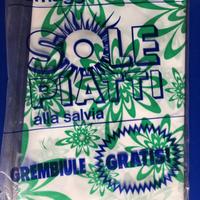 SOLE
PIATTI
alla salvia
GREMBIULE GRATIS!